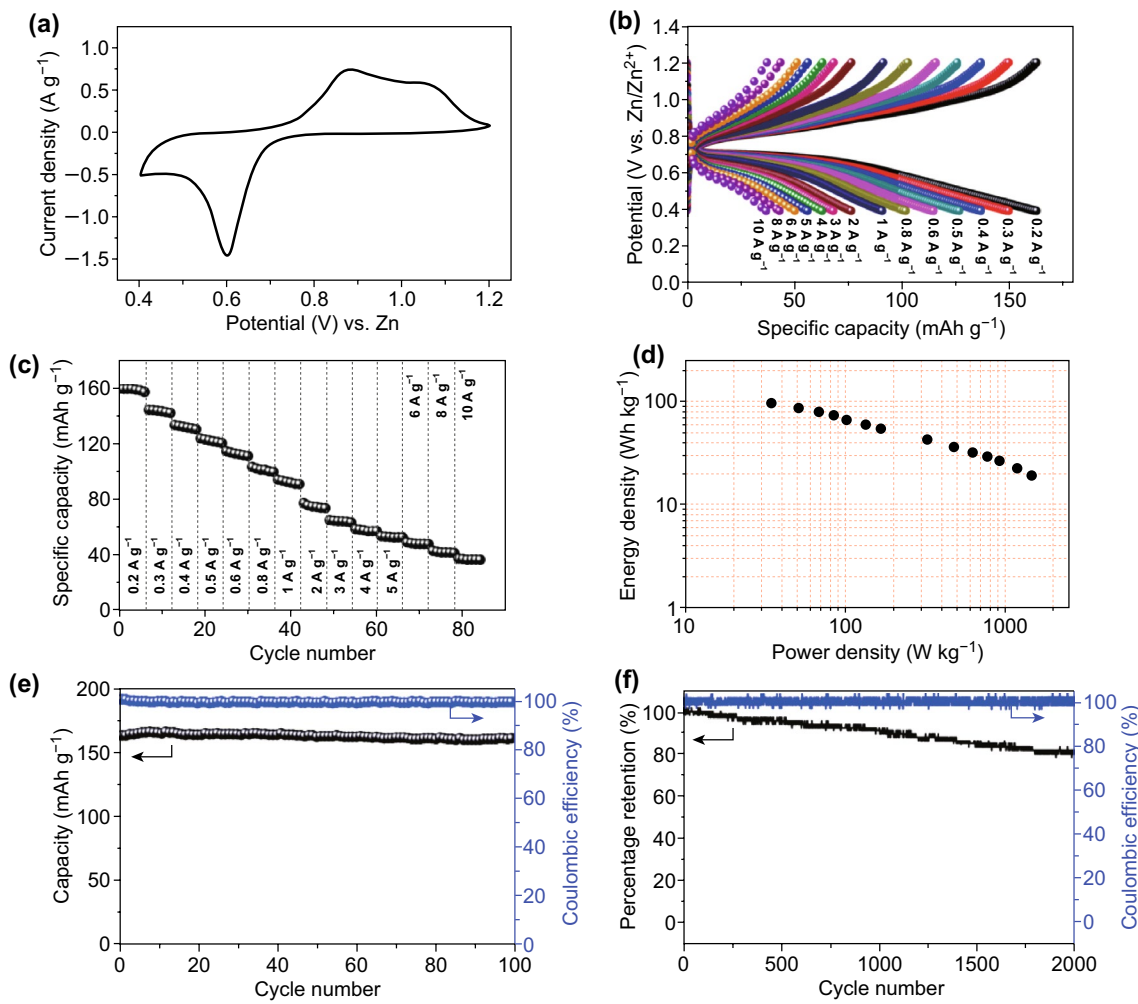 (a)
Current density (A g⁻¹)
1.0
0.5
0.0
−0.5
−1.0
−1.5
0.4 0.6 0.8 1.0 1.2
Potential (V) vs. Zn
(b)
Potential (V vs. Zn/Zn²⁺)
1.4
1.2
1.0
0.8
0.6
0.4
0.2
0.0
10 A g⁻¹
8 A g⁻¹
6 A g⁻¹
5 A g⁻¹
4 A g⁻¹
3 A g⁻¹
2 A g⁻¹
1 A g⁻¹
0.8 A g⁻¹
0.6 A g⁻¹
0.5 A g⁻¹
0.4 A g⁻¹
0.3 A g⁻¹
0.2 A g⁻¹
0 50 100 150
Specific capacity (mAh g⁻¹)
(c)
Specific capacity (mAh g⁻¹)
160
120
80
40
0
0.2 A g⁻¹
0.3 A g⁻¹
0.4 A g⁻¹
0.5 A g⁻¹
0.6 A g⁻¹
0.8 A g⁻¹
1 A g⁻¹
2 A g⁻¹
3 A g⁻¹
4 A g⁻¹
5 A g⁻¹
6 A g⁻¹
8 A g⁻¹
10 A g⁻¹
0 20 40 60 80
Cycle number
(d)
Energy density (Wh kg⁻¹)
100
10
1
10 100 1000
Power density (W kg⁻¹)
(e)
Capacity (mAh g⁻¹)
200
150
100
50
0
100
80
60
40
20
0
Coulombic efficiency (%)
0 20 40 60 80 100
Cycle number
(f)
Percentage retention (%)
100
80
60
40
20
0
100
80
60
40
20
0
Coulombic efficiency (%)
0 500 1000 1500 2000
Cycle number